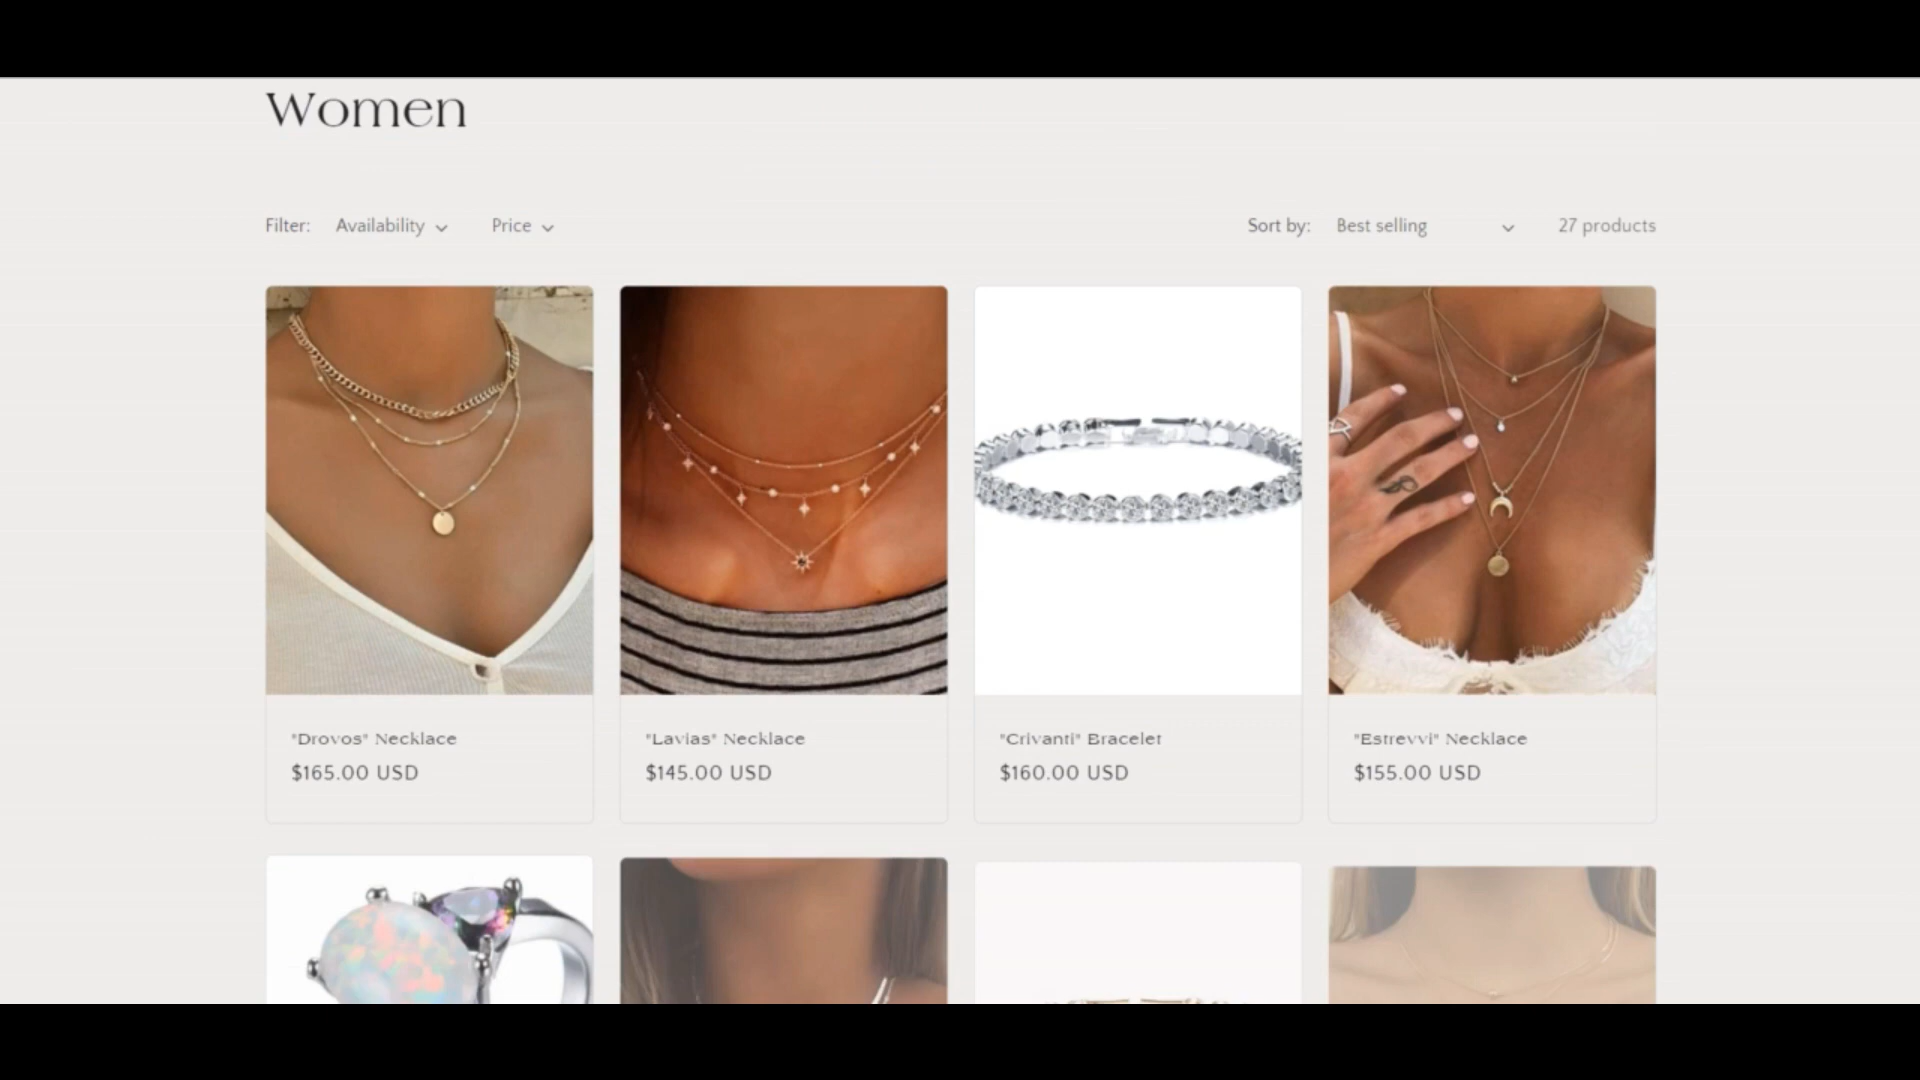 Women
Filter: Availability Price Sort by: Best selling 27 products
"Drovos" Necklace
$165.00 USD
"Lavias" Necklace
$145.00 USD
"Crivanti" Bracelet
$160.00 USD
"Estrevvi" Necklace
$155.00 USD